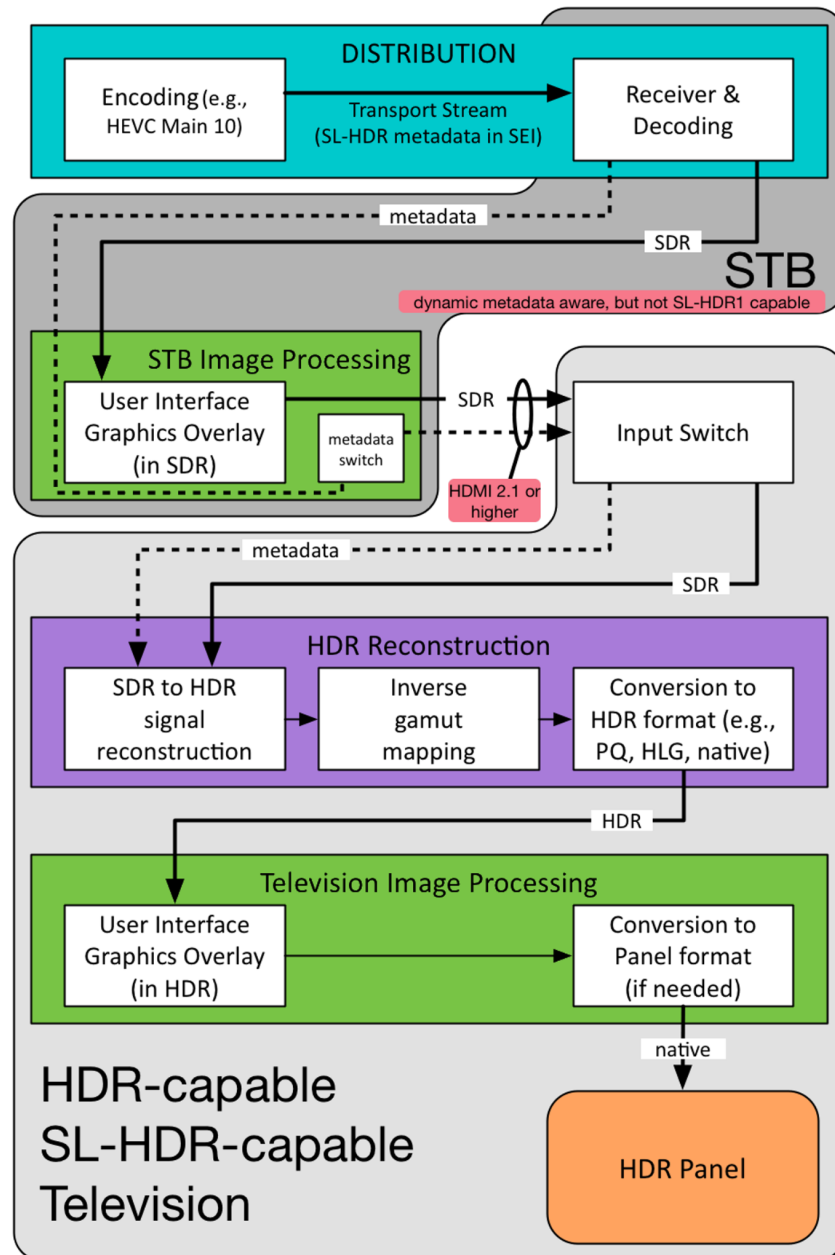 DISTRIBUTION
Encoding (e.g.,
HEVC Main 10)
Transport Stream
(SL-HDR metadata in SEI)
Receiver &
Decoding
metadata
SDR
STB
dynamic metadata aware, but not SL-HDR1 capable
STB Image Processing
User Interface
Graphics Overlay
(in SDR)
metadata
switch
SDR
HDMI 2.1 or
higher
Input Switch
metadata
SDR
HDR Reconstruction
SDR to HDR
signal
reconstruction
Inverse
gamut
mapping
Conversion to
HDR format (e.g.,
PQ, HLG, native)
HDR
Television Image Processing
User Interface
Graphics Overlay
(in HDR)
Conversion to
Panel format
(if needed)
native
HDR-capable
SL-HDR-capable
Television
HDR Panel